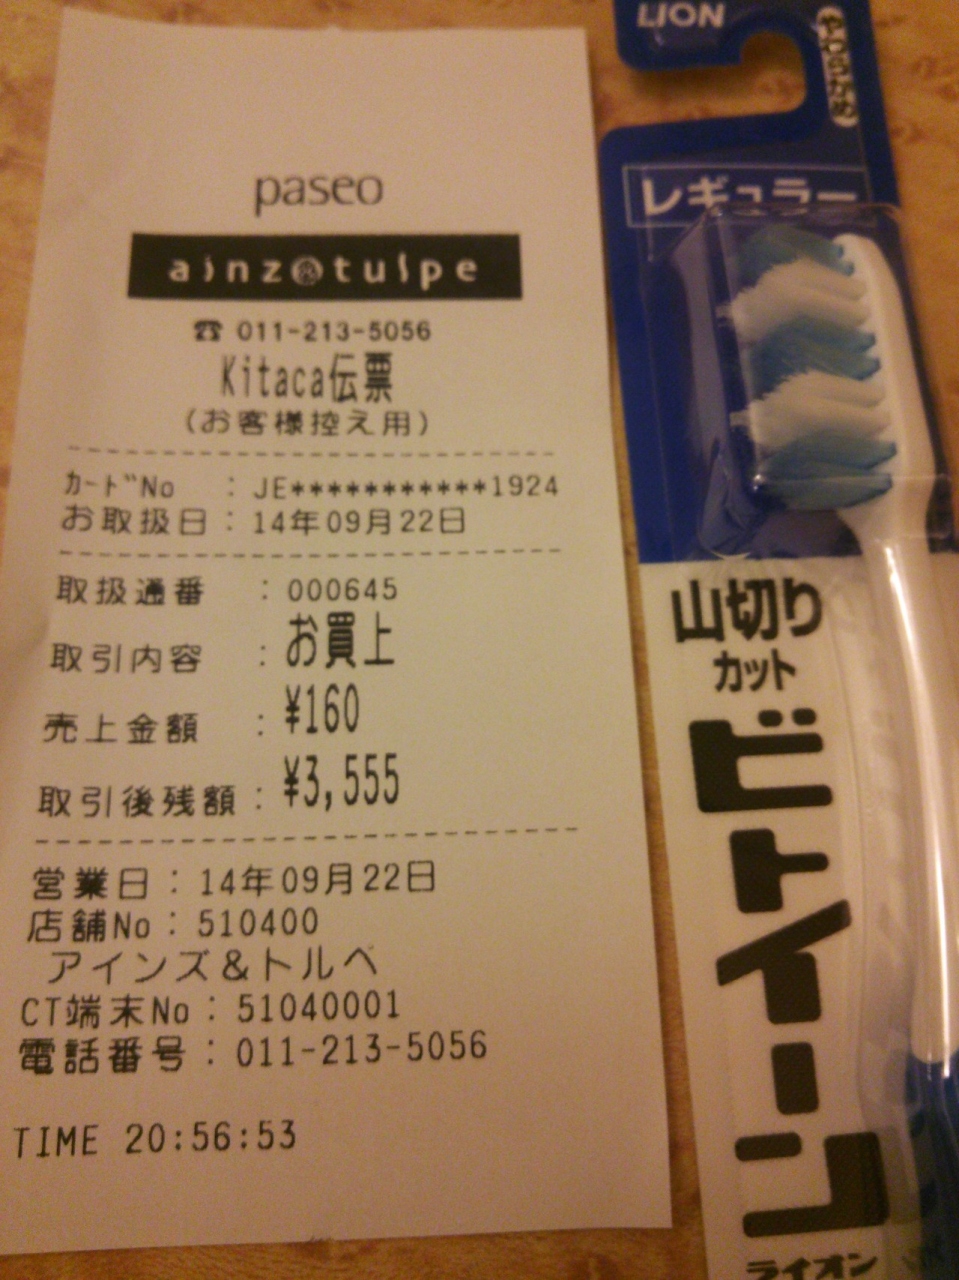 paseo
ainz&tulpe
☎ 011-213-5056
Kitaca伝票
(お客様控え用)
カードNo : JE***********1924
お取扱日 : 14年09月22日
取扱通番 : 000645
取引内容 : お買上
売上金額 : ¥160
取引後残額 : ¥3,555
営業日 : 14年09月22日
店舗No : 510400
アインズ&トルペ
CT端末No : 51040001
電話番号 : 011-213-5056
TIME 20:56:53
LION
やわらかめ
レギュラー
山切り
カット
ビトイーン
ライオン